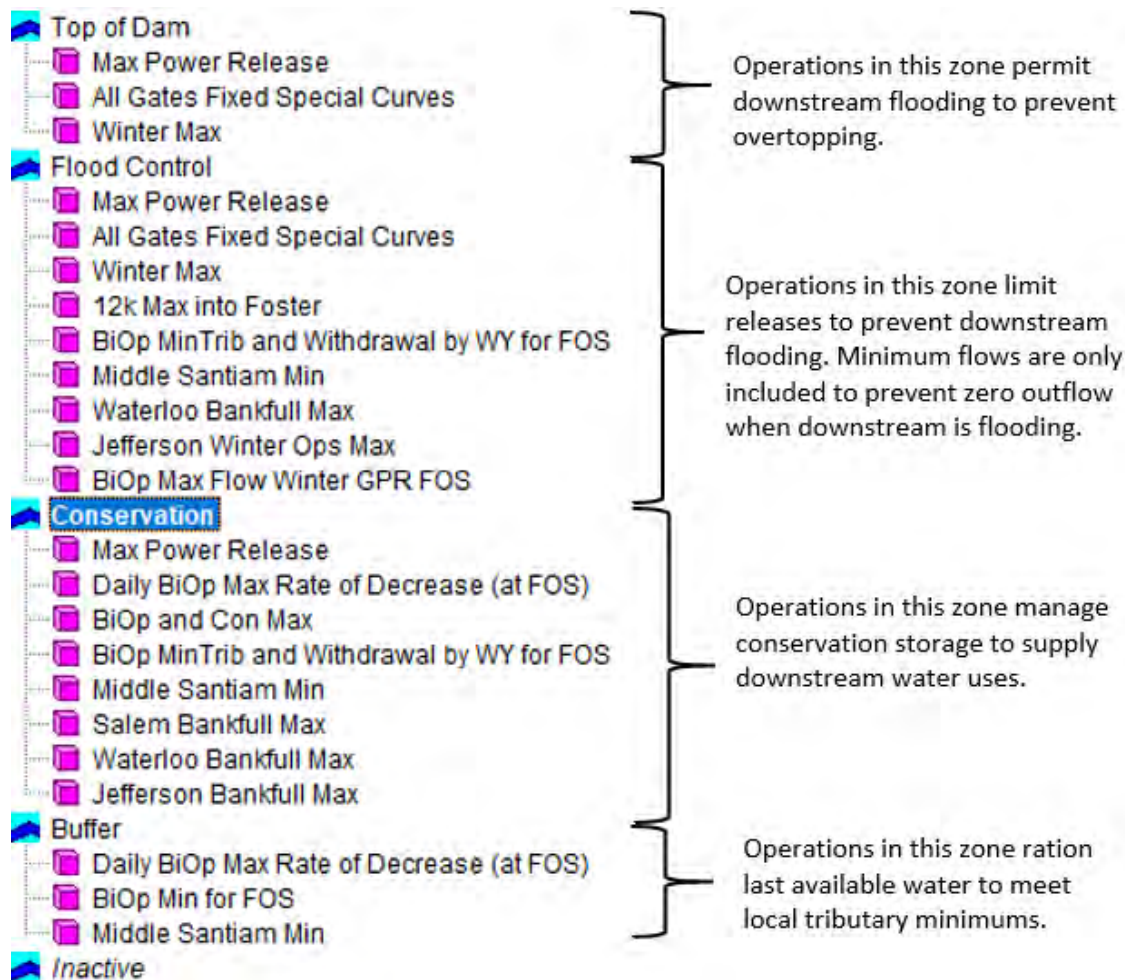 Top of Dam
Max Power Release
All Gates Fixed Special Curves
Winter Max
Operations in this zone permit
downstream flooding to prevent
overtopping.
Flood Control
Max Power Release
All Gates Fixed Special Curves
Winter Max
12k Max into Foster
BiOp MinTrib and Withdrawal by WY for FOS
Middle Santiam Min
Waterloo Bankfull Max
Jefferson Winter Ops Max
BiOp Max Flow Winter GPR FOS
Operations in this zone limit
releases to prevent downstream
flooding. Minimum flows are only
included to prevent zero outflow
when downstream is flooding.
Conservation
Max Power Release
Daily BiOp Max Rate of Decrease (at FOS)
BiOp and Con Max
BiOp MinTrib and Withdrawal by WY for FOS
Middle Santiam Min
Salem Bankfull Max
Waterloo Bankfull Max
Jefferson Bankfull Max
Operations in this zone manage
conservation storage to supply
downstream water uses.
Buffer
Daily BiOp Max Rate of Decrease (at FOS)
BiOp Min for FOS
Middle Santiam Min
Operations in this zone ration
last available water to meet
local tributary minimums.
Inactive